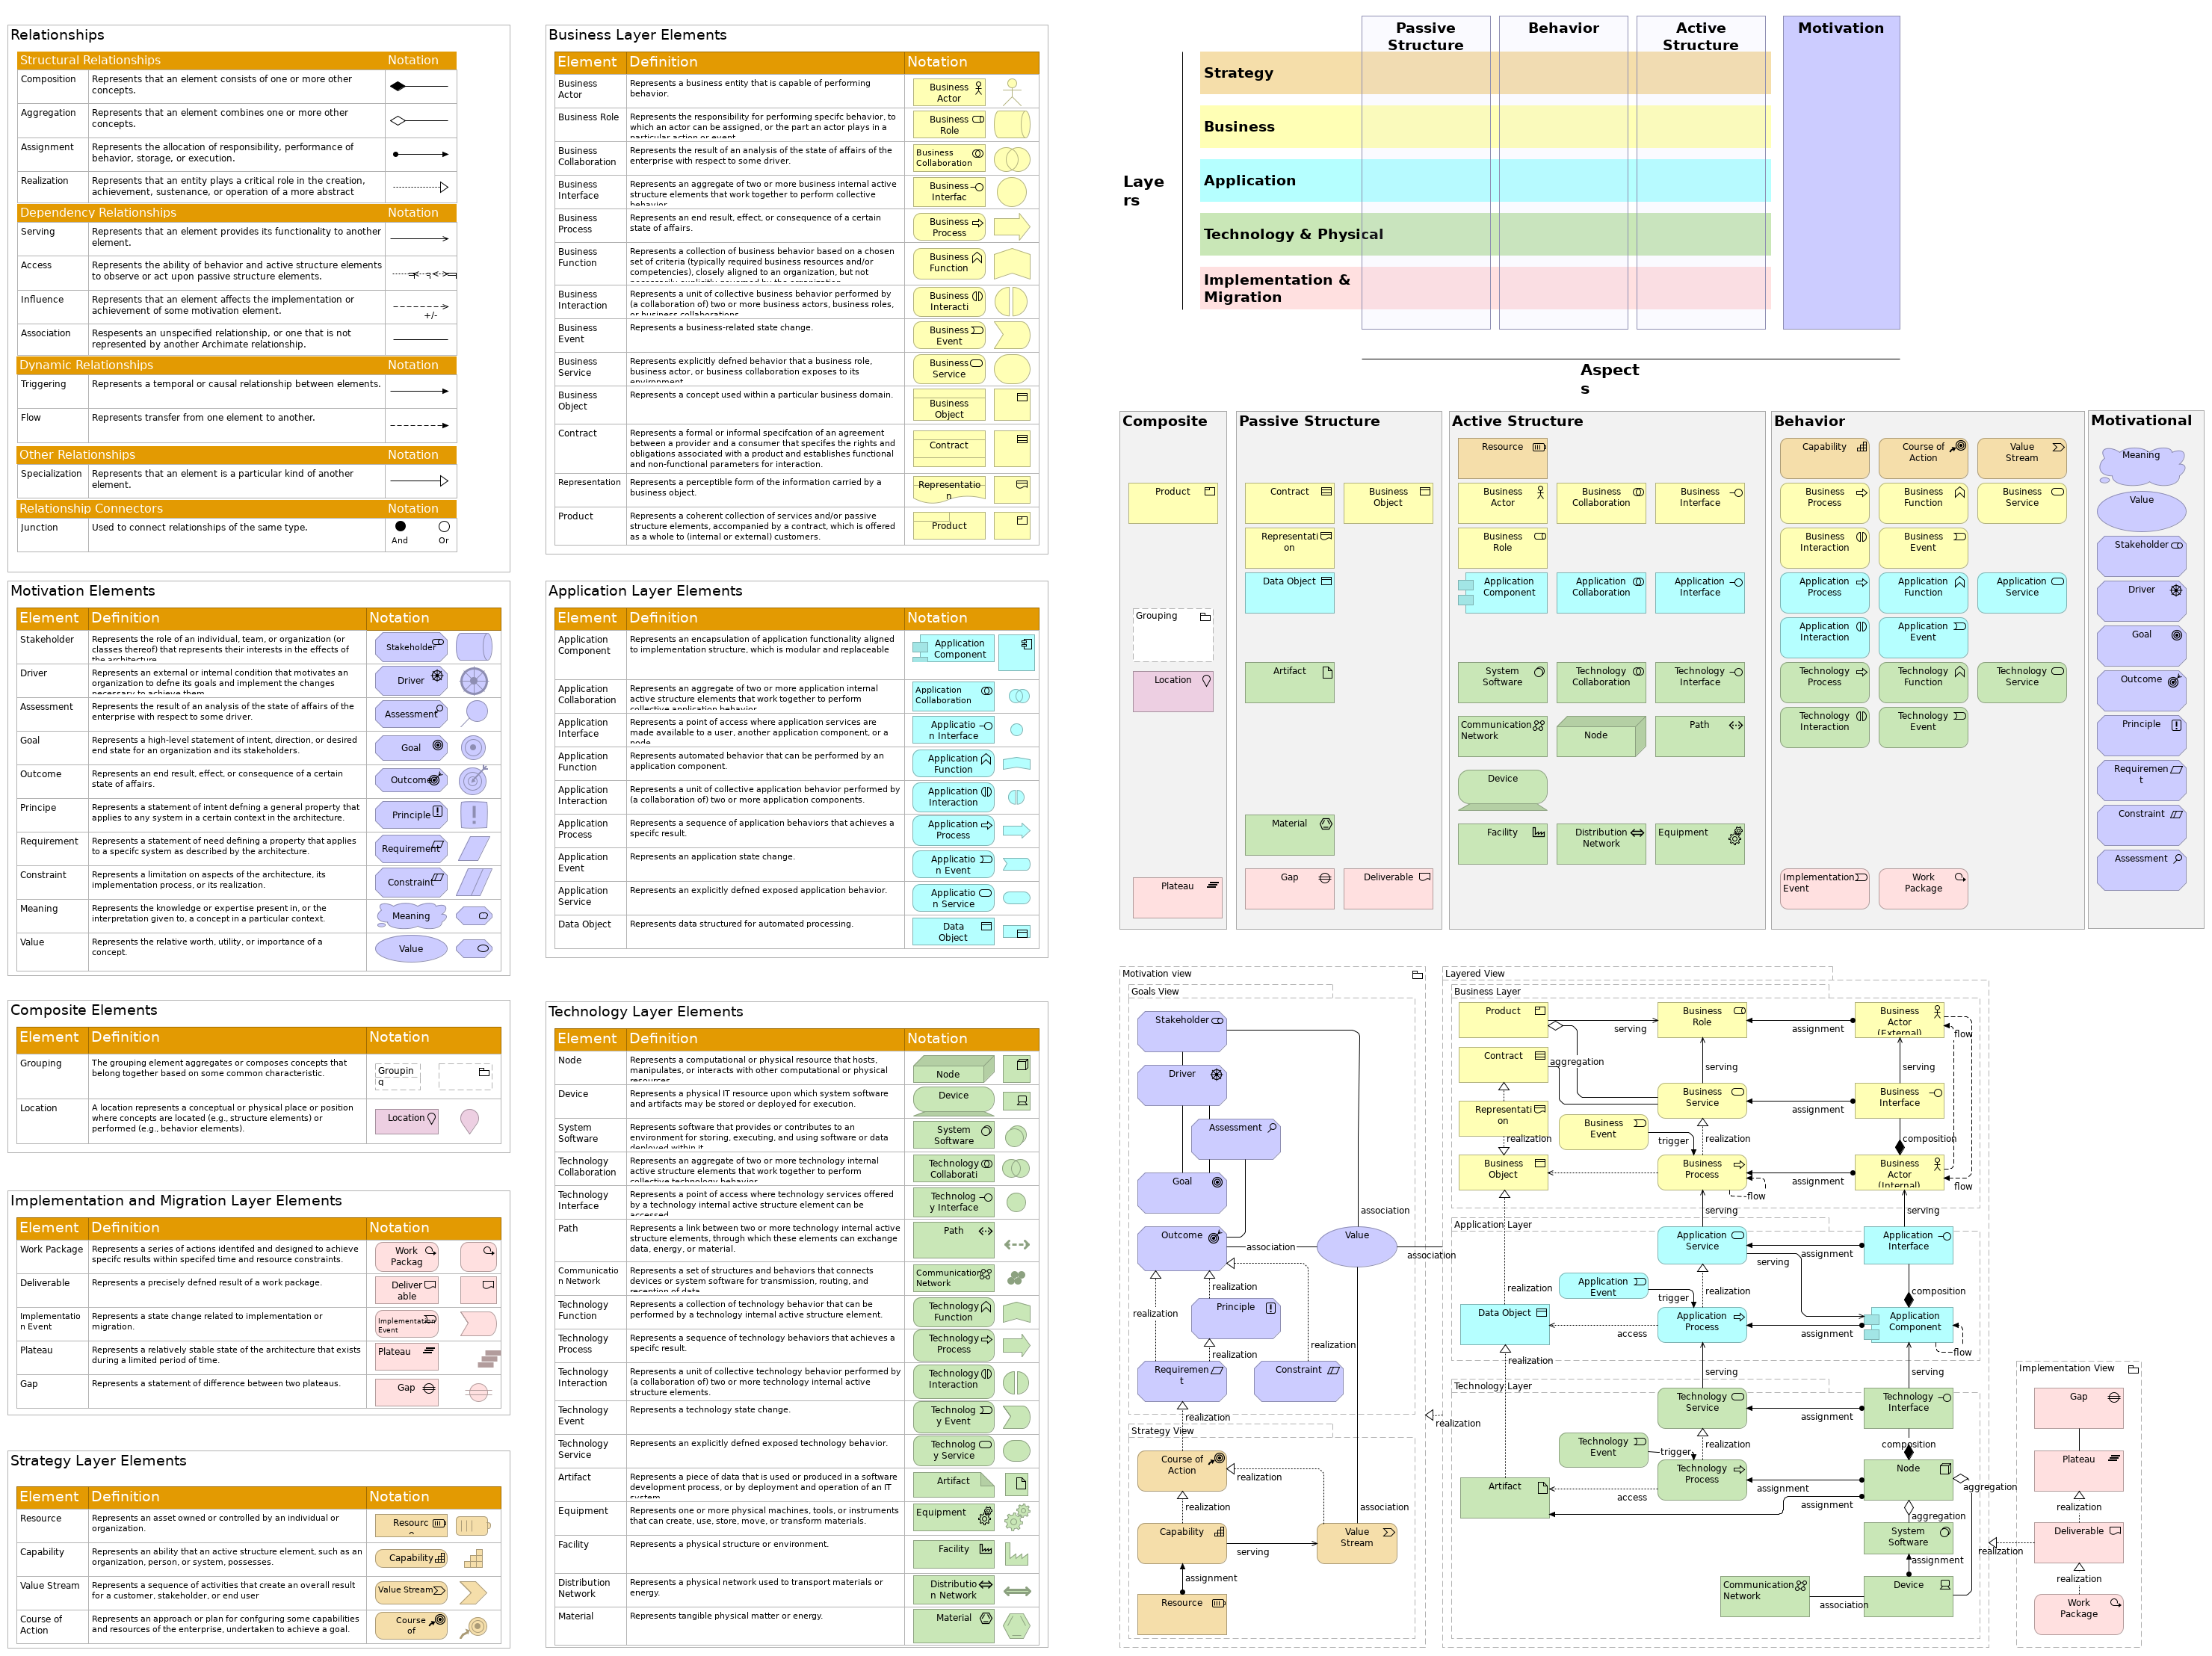 Relationships
Structural Relationships Notation
Composition Represents that an element consists of one or more other
concepts.
Aggregation Represents that an element combines one or more other
concepts.
Assignment Represents the allocation of responsibility, performance of
behavior, storage, or execution.
Realization Represents that an entity plays a critical role in the creation,
achievement, sustenance, or operation of a more abstract
Dependency Relationships Notation
Serving Represents that an element provides its functionality to another
element.
Access Represents the ability of behavior and active structure elements
to observe or act upon passive structure elements.
Influence Represents that an element affects the implementation or
achievement of some motivation element.
+/-
Association Respesents an unspecified relationship, or one that is not
represented by another Archimate relationship.
Dynamic Relationships Notation
Triggering Represents a temporal or causal relationship between elements.
Flow Represents transfer from one element to another.
Other Relationships Notation
Specialization Represents that an element is a particular kind of another
element.
Relationship Connectors Notation
Junction Used to connect relationships of the same type.
And Or
Motivation Elements
Element Definition Notation
Stakeholder Represents the role of an individual, team, or organization (or
classes thereof) that represents their interests in the effects of
the architecture.
Stakeholder
Driver Represents an external or internal condition that motivates an
organization to defne its goals and implement the changes
necessary to achieve them.
Driver
Assessment Represents the result of an analysis of the state of affairs of the
enterprise with respect to some driver.
Assessment
Goal Represents a high-level statement of intent, direction, or desired
end state for an organization and its stakeholders.
Goal
Outcome Represents an end result, effect, or consequence of a certain
state of affairs.
Outcome
Principe Represents a statement of intent defning a general property that
applies to any system in a certain context in the architecture.
Principle
Requirement Represents a statement of need defining a property that applies
to a specifc system as described by the architecture.
Requirement
Constraint Represents a limitation on aspects of the architecture, its
implementation process, or its realization.
Constraint
Meaning Represents the knowledge or expertise present in, or the
interpretation given to, a concept in a particular context.
Meaning
Value Represents the relative worth, utility, or importance of a
concept.
Value
Composite Elements
Element Definition Notation
Grouping The grouping element aggregates or composes concepts that
belong together based on some common characteristic.
Groupin
g
Location A location represents a conceptual or physical place or position
where concepts are located (e.g., structure elements) or
performed (e.g., behavior elements).
Location
Implementation and Migration Layer Elements
Element Definition Notation
Work Package Represents a series of actions identifed and designed to achieve
specifc results within specifed time and resource constraints.
Work
Packag
Deliverable Represents a precisely defned result of a work package.
Deliver
able
Implementatio
n Event
Represents a state change related to implementation or
migration.
Implementation
Event
Plateau Represents a relatively stable state of the architecture that exists
during a limited period of time.
Plateau
Gap Represents a statement of difference between two plateaus.
Gap
Strategy Layer Elements
Element Definition Notation
Resource Represents an asset owned or controlled by an individual or
organization.
Resourc
Capability Represents an ability that an active structure element, such as an
organization, person, or system, possesses.
Capability
Value Stream Represents a sequence of activities that create an overall result
for a customer, stakeholder, or end user
Value Stream
Course of
Action
Represents an approach or plan for confguring some capabilities
and resources of the enterprise, undertaken to achieve a goal.
Course
of
Business Layer Elements
Element Definition Notation
Business
Actor
Represents a business entity that is capable of performing
behavior.
Business
Actor
Business Role Represents the responsibility for performing specifc behavior, to
which an actor can be assigned, or the part an actor plays in a
particular action or event.
Business
Role
Business
Collaboration
Represents the result of an analysis of the state of affairs of the
enterprise with respect to some driver.
Business
Collaboration
Business
Interface
Represents an aggregate of two or more business internal active
structure elements that work together to perform collective
behavior.
Business
Interfac
Business
Process
Represents an end result, effect, or consequence of a certain
state of affairs.
Business
Process
Business
Function
Represents a collection of business behavior based on a chosen
set of criteria (typically required business resources and/or
competencies), closely aligned to an organization, but not
necessarily explicitly governed by the organization.
Business
Function
Business
Interaction
Represents a unit of collective business behavior performed by
(a collaboration of) two or more business actors, business roles,
or business collaborations.
Business
Interacti
Business
Event
Represents a business-related state change.
Business
Event
Business
Service
Represents explicitly defned behavior that a business role,
business actor, or business collaboration exposes to its
environment.
Business
Service
Business
Object
Represents a concept used within a particular business domain.
Business
Object
Contract Represents a formal or informal specifcation of an agreement
between a provider and a consumer that specifes the rights and
obligations associated with a product and establishes functional
and non-functional parameters for interaction.
Contract
Representation Represents a perceptible form of the information carried by a
business object.
Representatio
n
Product Represents a coherent collection of services and/or passive
structure elements, accompanied by a contract, which is offered
as a whole to (internal or external) customers.
Product
Application Layer Elements
Element Definition Notation
Application
Component
Represents an encapsulation of application functionality aligned
to implementation structure, which is modular and replaceable
Application
Component
Application
Collaboration
Represents an aggregate of two or more application internal
active structure elements that work together to perform
collective application behavior.
Application
Collaboration
Application
Interface
Represents a point of access where application services are
made available to a user, another application component, or a
node.
Applicatio
n Interface
Application
Function
Represents automated behavior that can be performed by an
application component.
Application
Function
Application
Interaction
Represents a unit of collective application behavior performed by
(a collaboration of) two or more application components.
Application
Interaction
Application
Process
Represents a sequence of application behaviors that achieves a
specifc result.
Application
Process
Application
Event
Represents an application state change.
Applicatio
n Event
Application
Service
Represents an explicitly defned exposed application behavior.
Applicatio
n Service
Data Object Represents data structured for automated processing.
Data
Object
Technology Layer Elements
Element Definition Notation
Node Represents a computational or physical resource that hosts,
manipulates, or interacts with other computational or physical
resources.
Node
Device Represents a physical IT resource upon which system software
and artifacts may be stored or deployed for execution.
Device
System
Software
Represents software that provides or contributes to an
environment for storing, executing, and using software or data
deployed within it.
System
Software
Technology
Collaboration
Represents an aggregate of two or more technology internal
active structure elements that work together to perform
collective technology behavior.
Technology
Collaborati
Technology
Interface
Represents a point of access where technology services offered
by a technology internal active structure element can be
accessed.
Technolog
y Interface
Path Represents a link between two or more technology internal active
structure elements, through which these elements can exchange
data, energy, or material.
Path
Communicatio
n Network
Represents a set of structures and behaviors that connects
devices or system software for transmission, routing, and
reception of data.
Communication
Network
Technology
Function
Represents a collection of technology behavior that can be
performed by a technology internal active structure element.
Technology
Function
Technology
Process
Represents a sequence of technology behaviors that achieves a
specifc result.
Technology
Process
Technology
Interaction
Represents a unit of collective technology behavior performed by
(a collaboration of) two or more technology internal active
structure elements.
Technology
Interaction
Technology
Event
Represents a technology state change.
Technolog
y Event
Technology
Service
Represents an explicitly defned exposed technology behavior.
Technolog
y Service
Artifact Represents a piece of data that is used or produced in a software
development process, or by deployment and operation of an IT
system.
Artifact
Equipment Represents one or more physical machines, tools, or instruments
that can create, use, store, move, or transform materials.
Equipment
Facility Represents a physical structure or environment.
Facility
Distribution
Network
Represents a physical network used to transport materials or
energy.
Distributio
n Network
Material Represents tangible physical matter or energy.
Material
Passive
Structure
Behavior
Active
Structure
Motivation
Strategy
Business
Application
Technology & Physical
Implementation &
Migration
Laye
rs
Aspect
s
Composite
Product
Grouping
Location
Plateau
Passive Structure
Contract
Business
Object
Representati
on
Data Object
Artifact
Material
Gap
Deliverable
Active Structure
Resource
Business
Actor
Business
Collaboration
Business
Interface
Business
Role
Application
Component
Application
Collaboration
Application
Interface
System
Software
Technology
Collaboration
Technology
Interface
Communication
Network
Node
Path
Device
Facility
Distribution
Network
Equipment
Behavior
Capability
Course of
Action
Value
Stream
Business
Process
Business
Function
Business
Service
Business
Interaction
Business
Event
Application
Process
Application
Function
Application
Service
Application
Interaction
Application
Event
Technology
Process
Technology
Function
Technology
Service
Technology
Interaction
Technology
Event
Implementation
Event
Work
Package
Motivational
Meaning
Value
Stakeholder
Driver
Goal
Outcome
Principle
Requiremen
t
Constraint
Assessment
Motivation view
Goals View
Stakeholder
Driver
Assessment
Goal
association
Outcome
association
Value
association
realization
realization
Principle
realization
realization
Requiremen
t
Constraint
realization
realization
Strategy View
Course of
Action
realization
realization
association
Capability
serving
Value
Stream
assignment
Resource
Layered View
Business Layer
Product
serving
Business
Role
assignment
Business
Actor
(External)
flow
Contract
aggregation
serving
serving
Business
Service
assignment
Business
Interface
Representati
on
Business
Event
trigger
realization
realization
composition
Business
Object
Business
Process
assignment
Business
Actor
(Internal)
flow
flow
serving
serving
Application Layer
Application
Service
assignment
Application
Interface
serving
realization
Application
Event
trigger
realization
composition
Data Object
access
Application
Process
assignment
Application
Component
flow
realization
serving
serving
Technology Layer
Technology
Service
assignment
Technology
Interface
Technology
Event
trigger
realization
composition
Artifact
access
Technology
Process
assignment
assignment
Node
aggregation
aggregation
System
Software
assignment
Communication
Network
association
Device
realization
Implementation View
Gap
Plateau
realization
Deliverable
realization
Work
Package